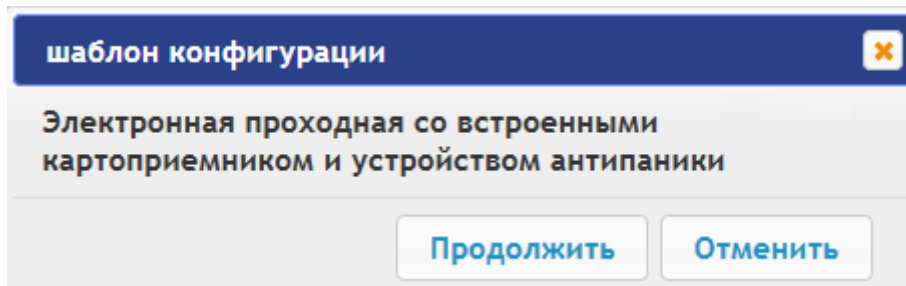 шаблон конфигурации
Электронная проходная со встроенными
картоприемником и устройством антипаники
Продолжить Отменить